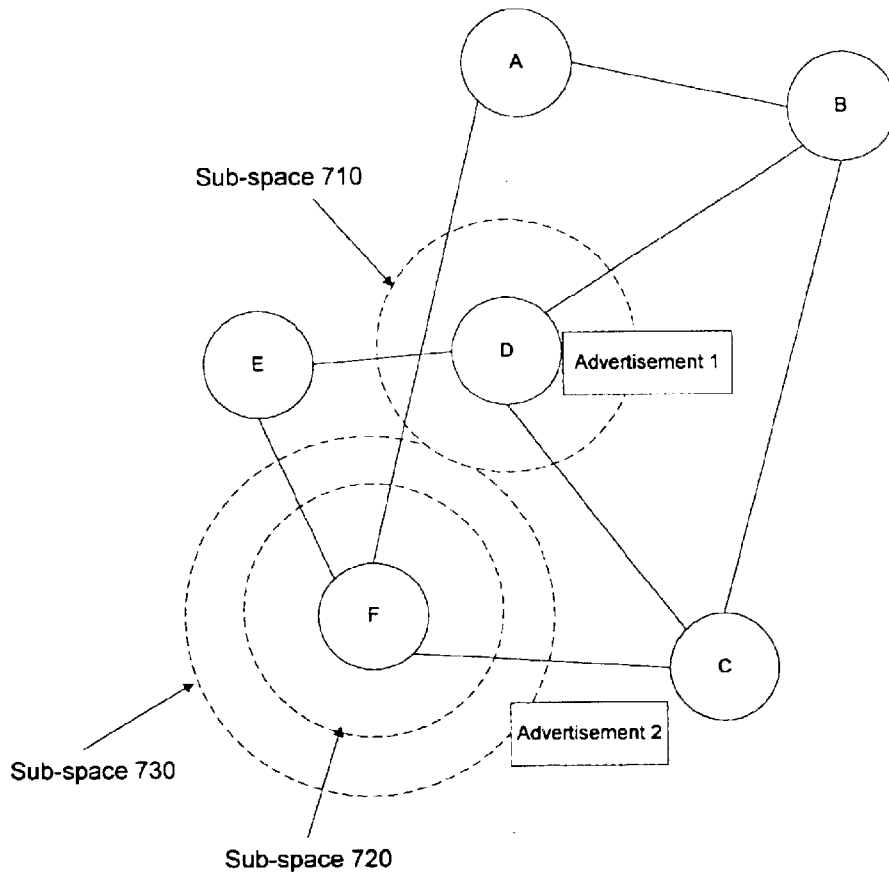 A
B
Sub-space 710
D
Advertisement 1
E
F
C
Advertisement 2
Sub-space 730
Sub-space 720